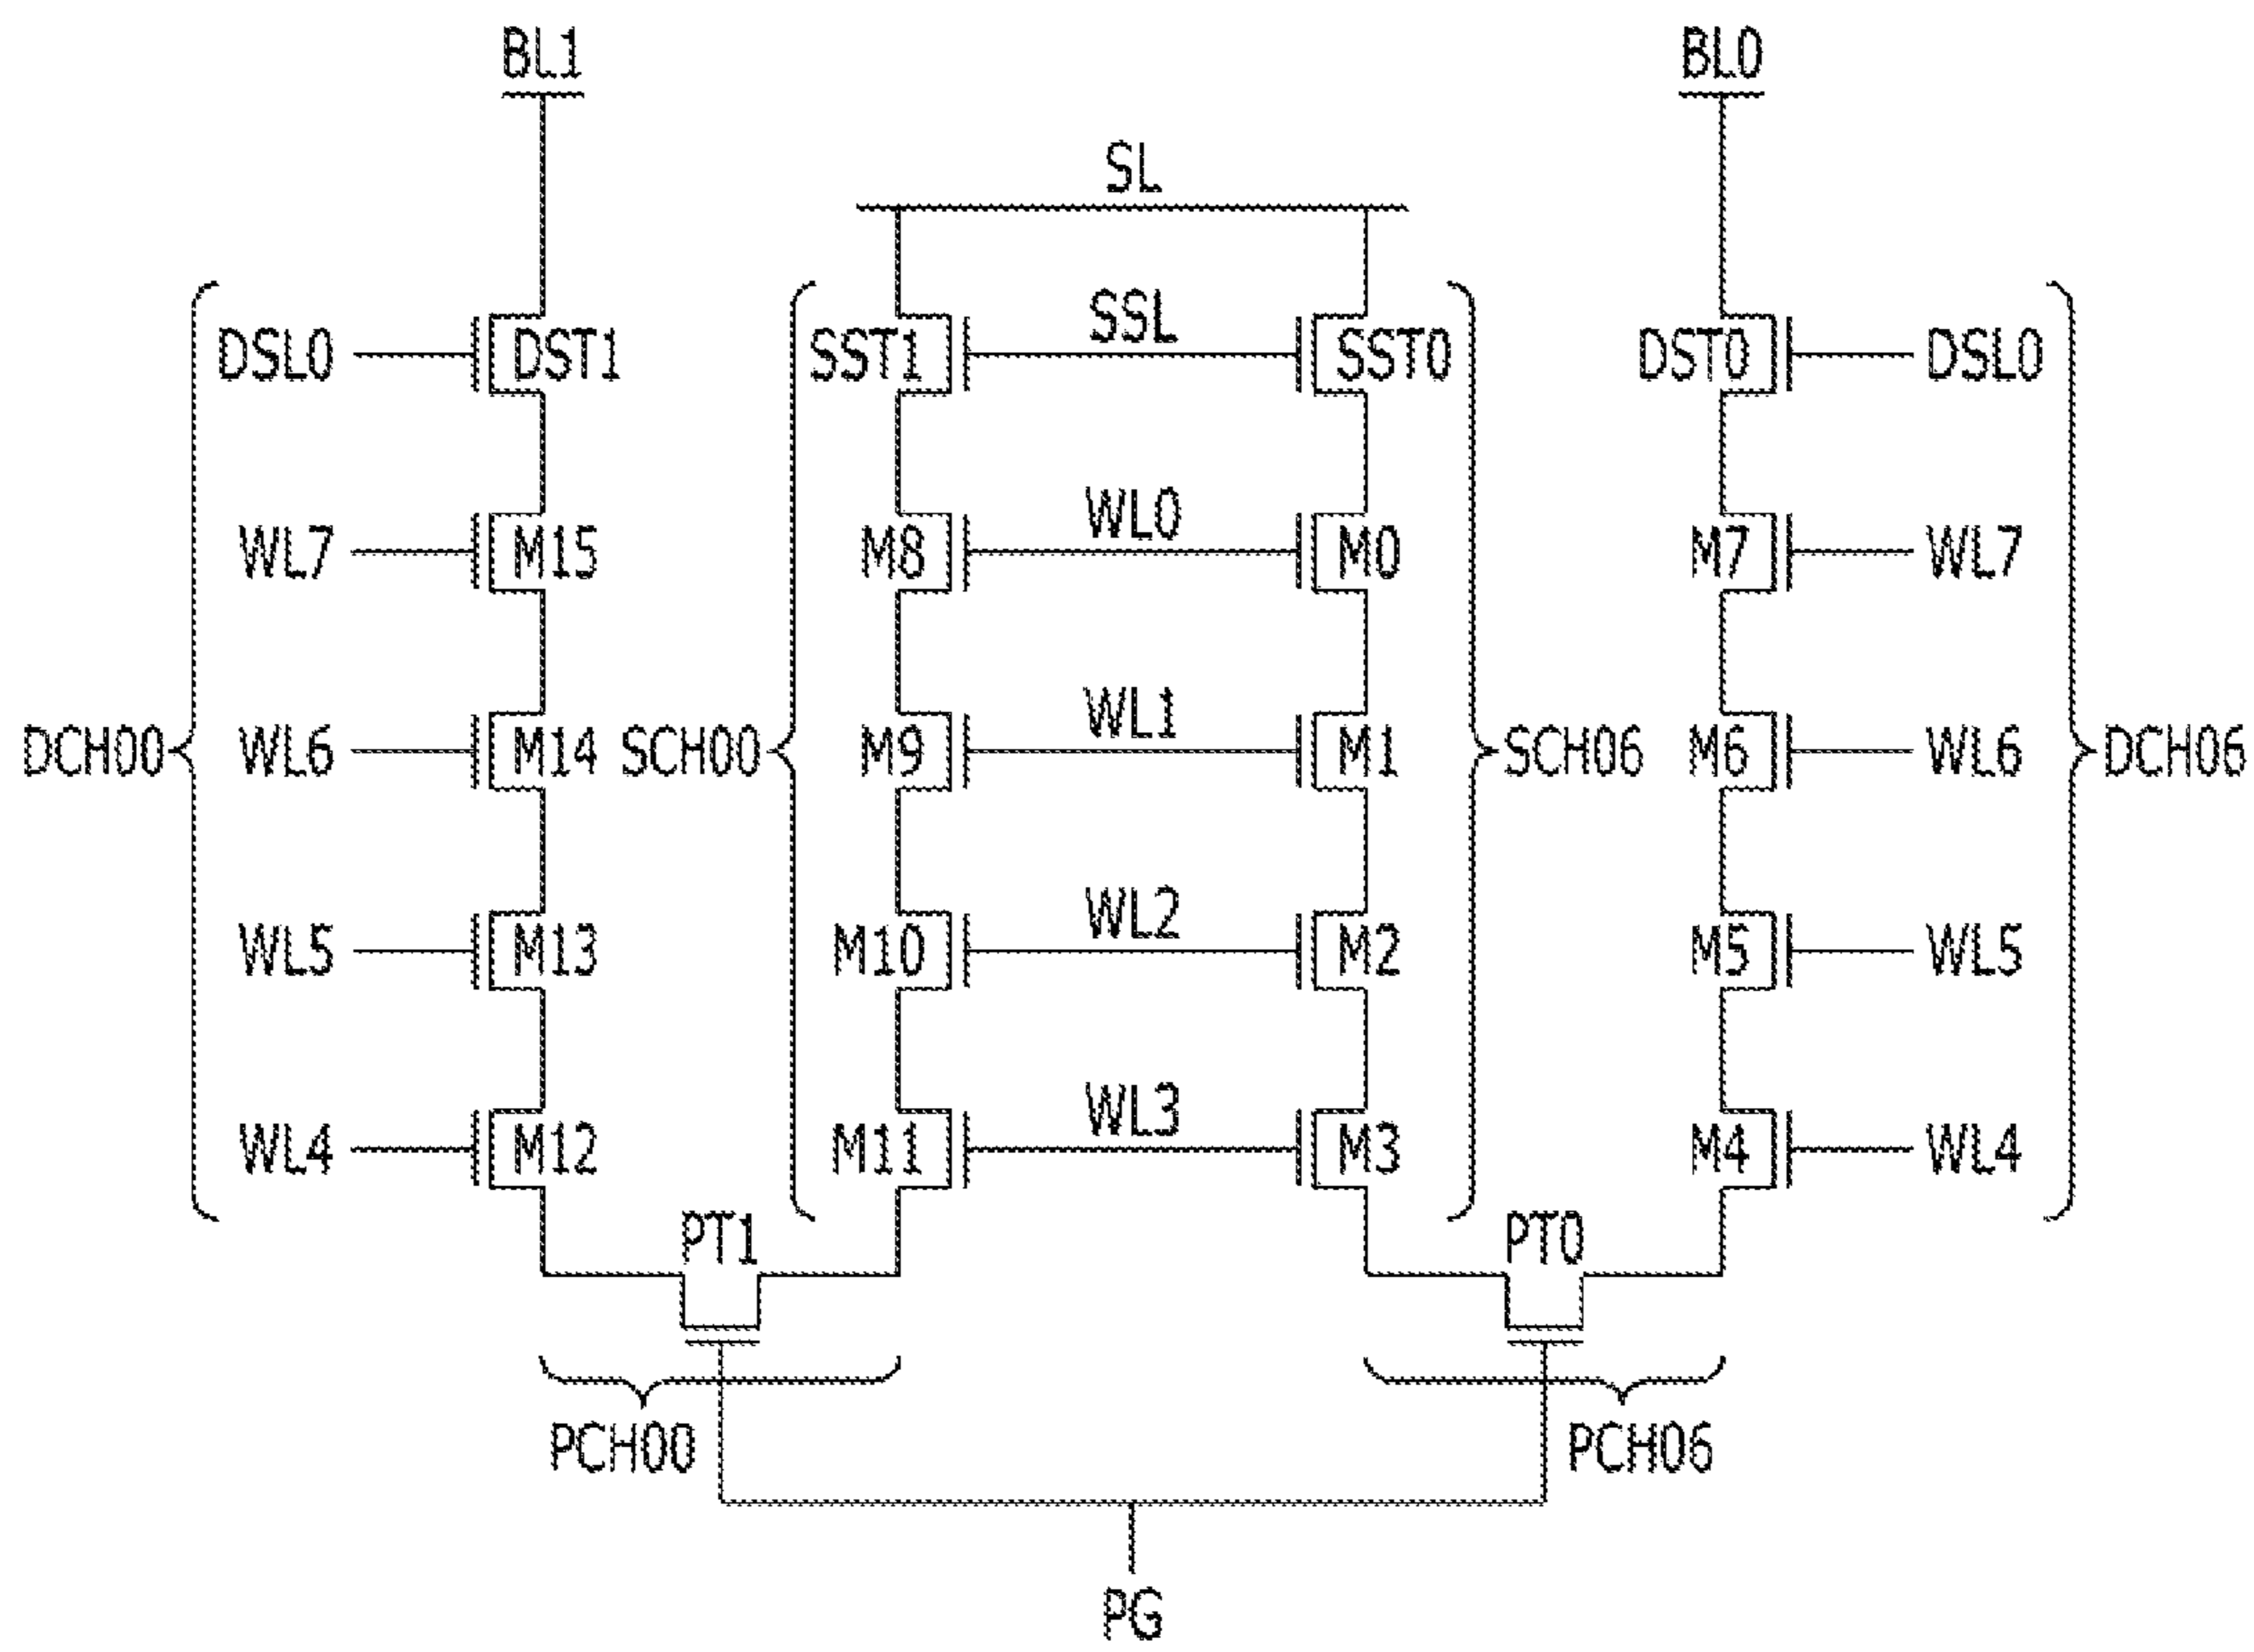 BL1 BL0
SL
DSL0 DST1 SST1 SSL SST0 DST0 DSL0
WL7 M15 M8 WL0 M0 M7 WL7
DCH00 WL6 M14 SCH00 M9 WL1 M1 SCH06 M6 WL6 DCH06
WL5 M13 M10 WL2 M2 M5 WL5
WL4 M12 M11 WL3 M3 M4 WL4
PT1 PT0
PCH00 PCH06
PG